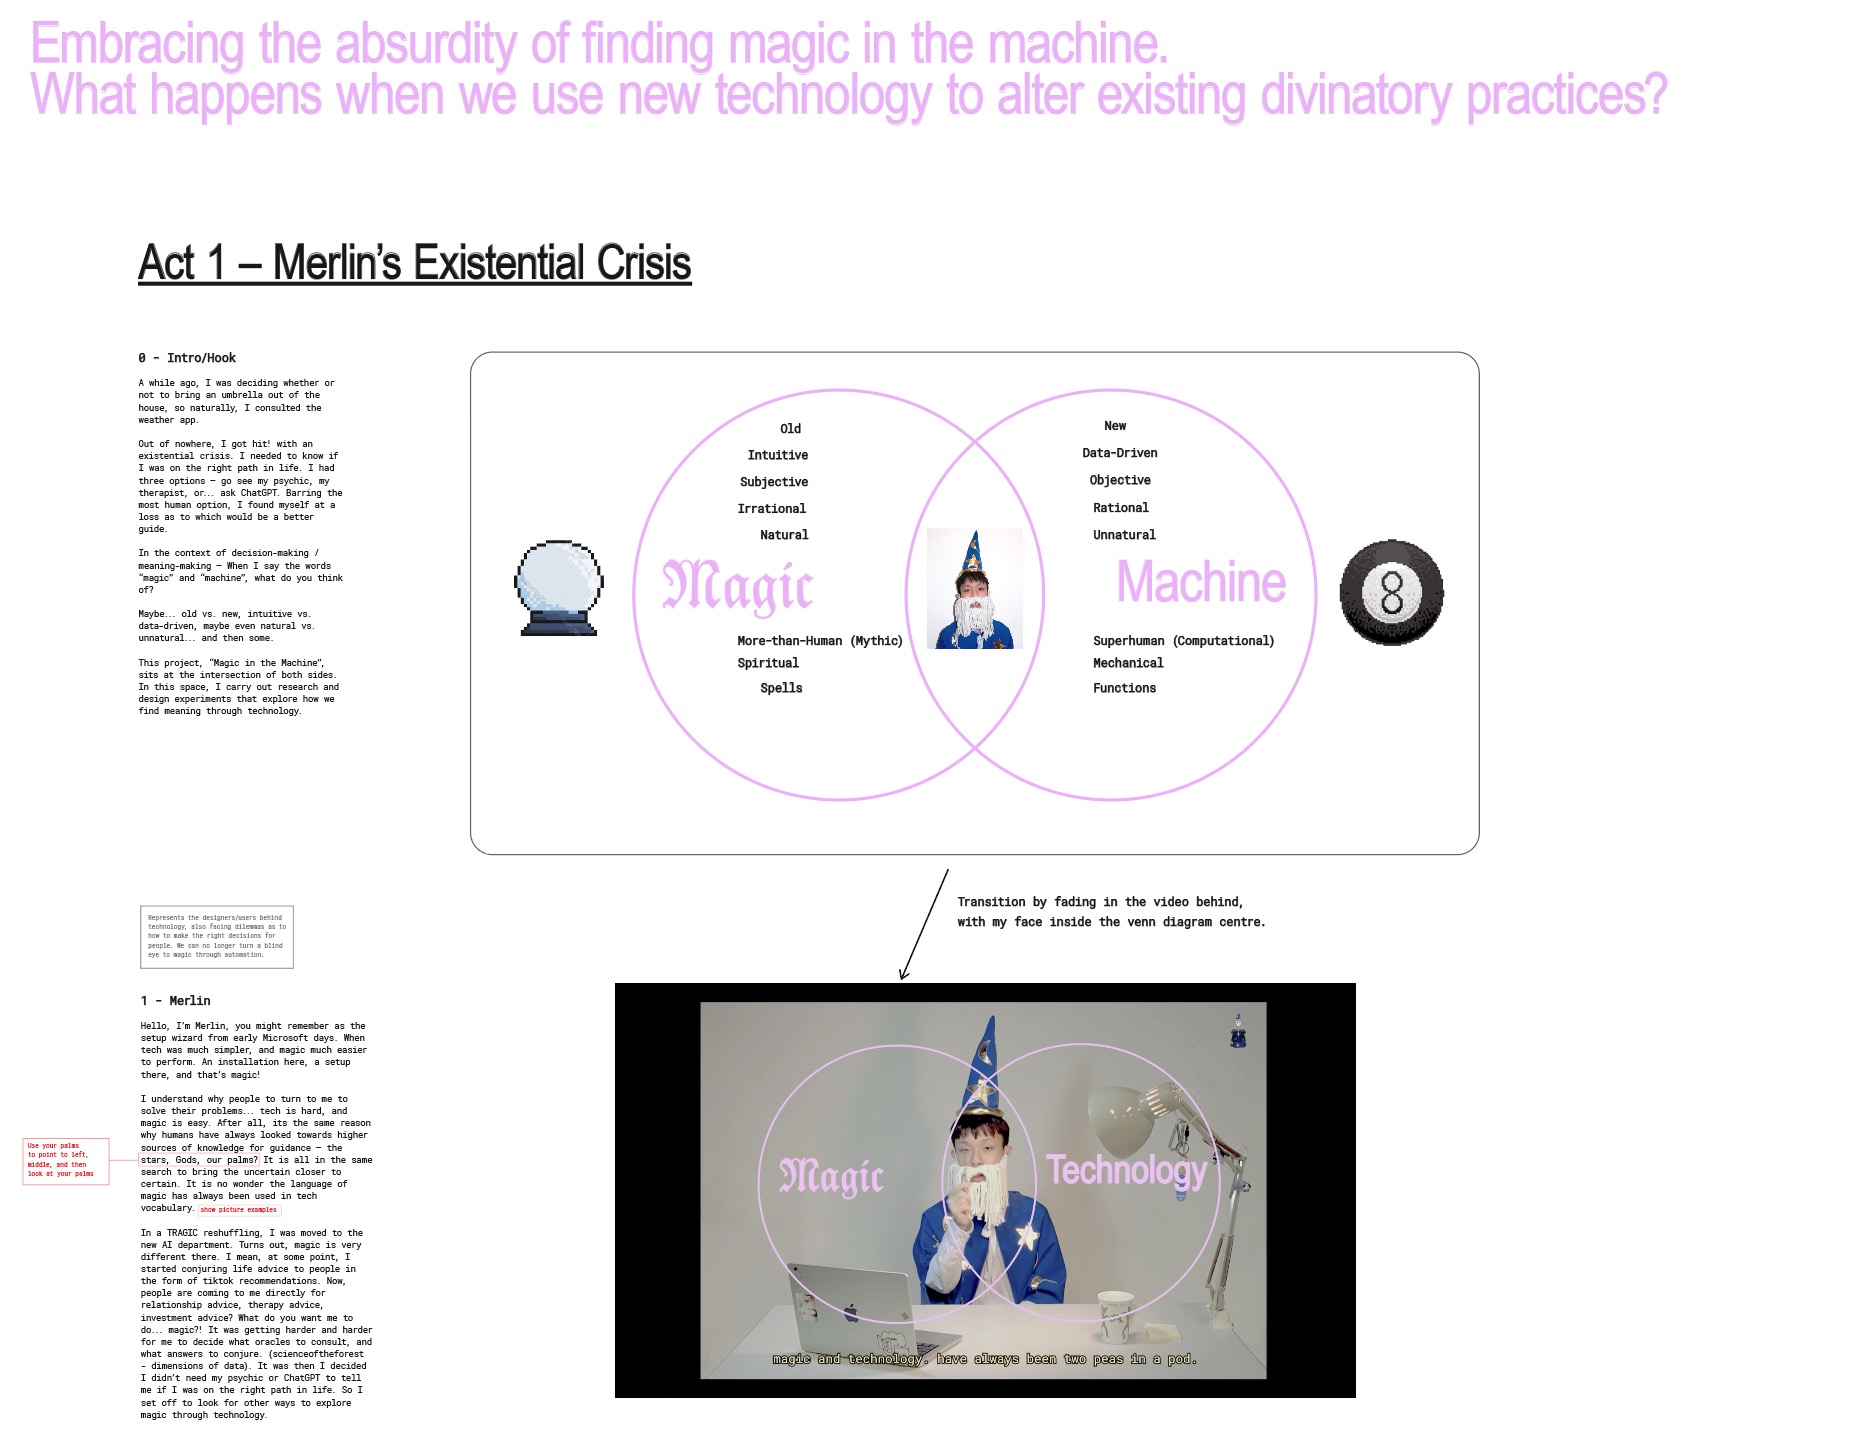 Embracing the absurdity of finding magic in the machine.
What happens when we use new technology to alter existing divinatory practices?
Act 1 – Merlin's Existential Crisis
0 - Intro/Hook
A while ago, I was deciding whether or
not to bring an umbrella out of the
house, so naturally, I consulted the
weather app.
Out of nowhere, I got hit! with an
existential crisis. I needed to know if
I was on the right path in life. I had
three options – go see my psychic, my
therapist, or... ask ChatGPT. Barring the
most human option, I found myself at a
loss as to which would be a better
guide.
In the context of decision-making /
meaning-making – When I say the words
“magic” and “machine”, what do you think
of?
Maybe... old vs. new, intuitive vs.
data-driven, maybe even natural vs.
unnatural... and then some.
This project, “Magic in the Machine”,
sits at the intersection of both sides.
In this space, I carry out research and
design experiments that explore how we
find meaning through technology.
Old
Intuitive
Subjective
Irrational
Natural
Magic
More-than-Human (Mythic)
Spiritual
Spells
New
Data-Driven
Objective
Rational
Unnatural
Machine
Superhuman (Computational)
Mechanical
Functions
8
Transition by fading in the video behind,
with my face inside the venn diagram centre.
Represents the designers/users behind
technology, also facing dilemmas as to
how to make the right decisions for
people. We can no longer turn a blind
eye to magic through automation.
1 - Merlin
Hello, I'm Merlin, you might remember as the
setup wizard from early Microsoft days. When
tech was much simpler, and magic much easier
to perform. An installation here, a setup
there, and that's magic!
I understand why people to turn to me to
solve their problems... tech is hard, and
magic is easy. After all, its the same reason
why humans have always looked towards higher
sources of knowledge for guidance – the
stars, Gods, our palms? It is all in the same
search to bring the uncertain closer to
certain. It is no wonder the language of
magic has always been used in tech
vocabulary. show picture examples
Use your palms
to point to left,
middle, and then
look at your palms
In a TRAGIC reshuffling, I was moved to the
new AI department. Turns out, magic is very
different there. I mean, at some point, I
started conjuring life advice to people in
the form of tiktok recommendations. Now,
people are coming to me directly for
relationship advice, therapy advice,
investment advice? What do you want me to
do... magic?! It was getting harder and harder
for me to decide what oracles to consult, and
what answers to conjure. (scienceoftheforest
- dimensions of data). It was then I decided
I didn't need my psychic or ChatGPT to tell
me if I was on the right path in life. So I
set off to look for other ways to explore
magic through technology.
Magic
Technology
magic and technology. have always been two peas in a pod.